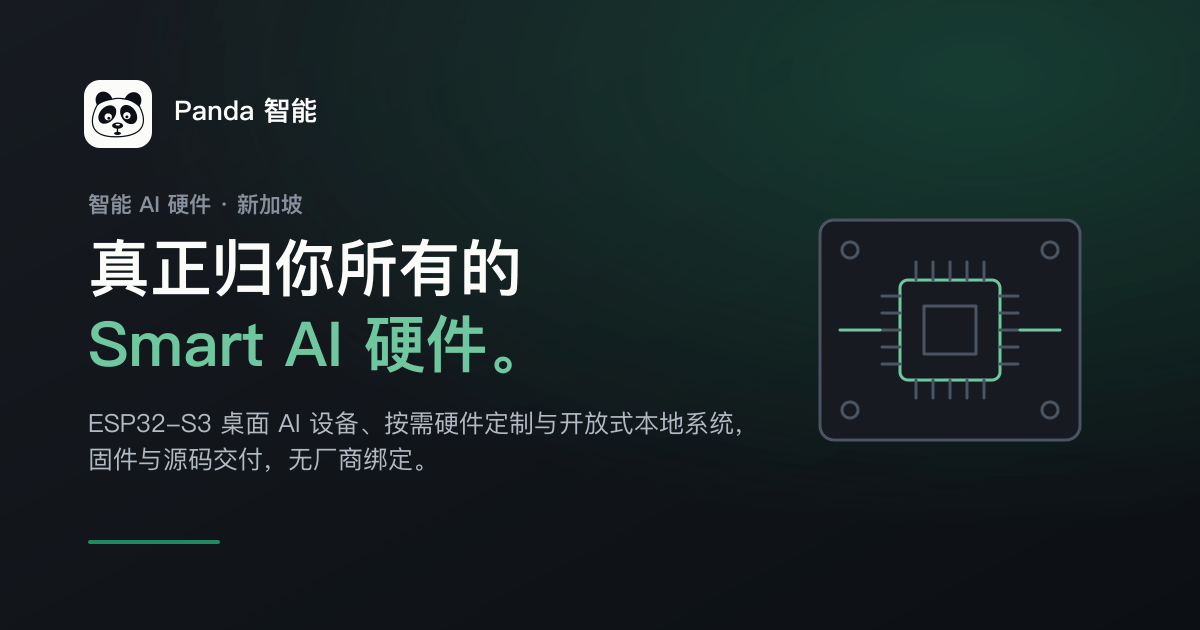 Panda 智能
智能 AI 硬件 · 新加坡
真正归你所有的
Smart AI 硬件。
ESP32-S3 桌面 AI 设备、按需硬件定制与开放式本地系统，
固件与源码交付，无厂商绑定。